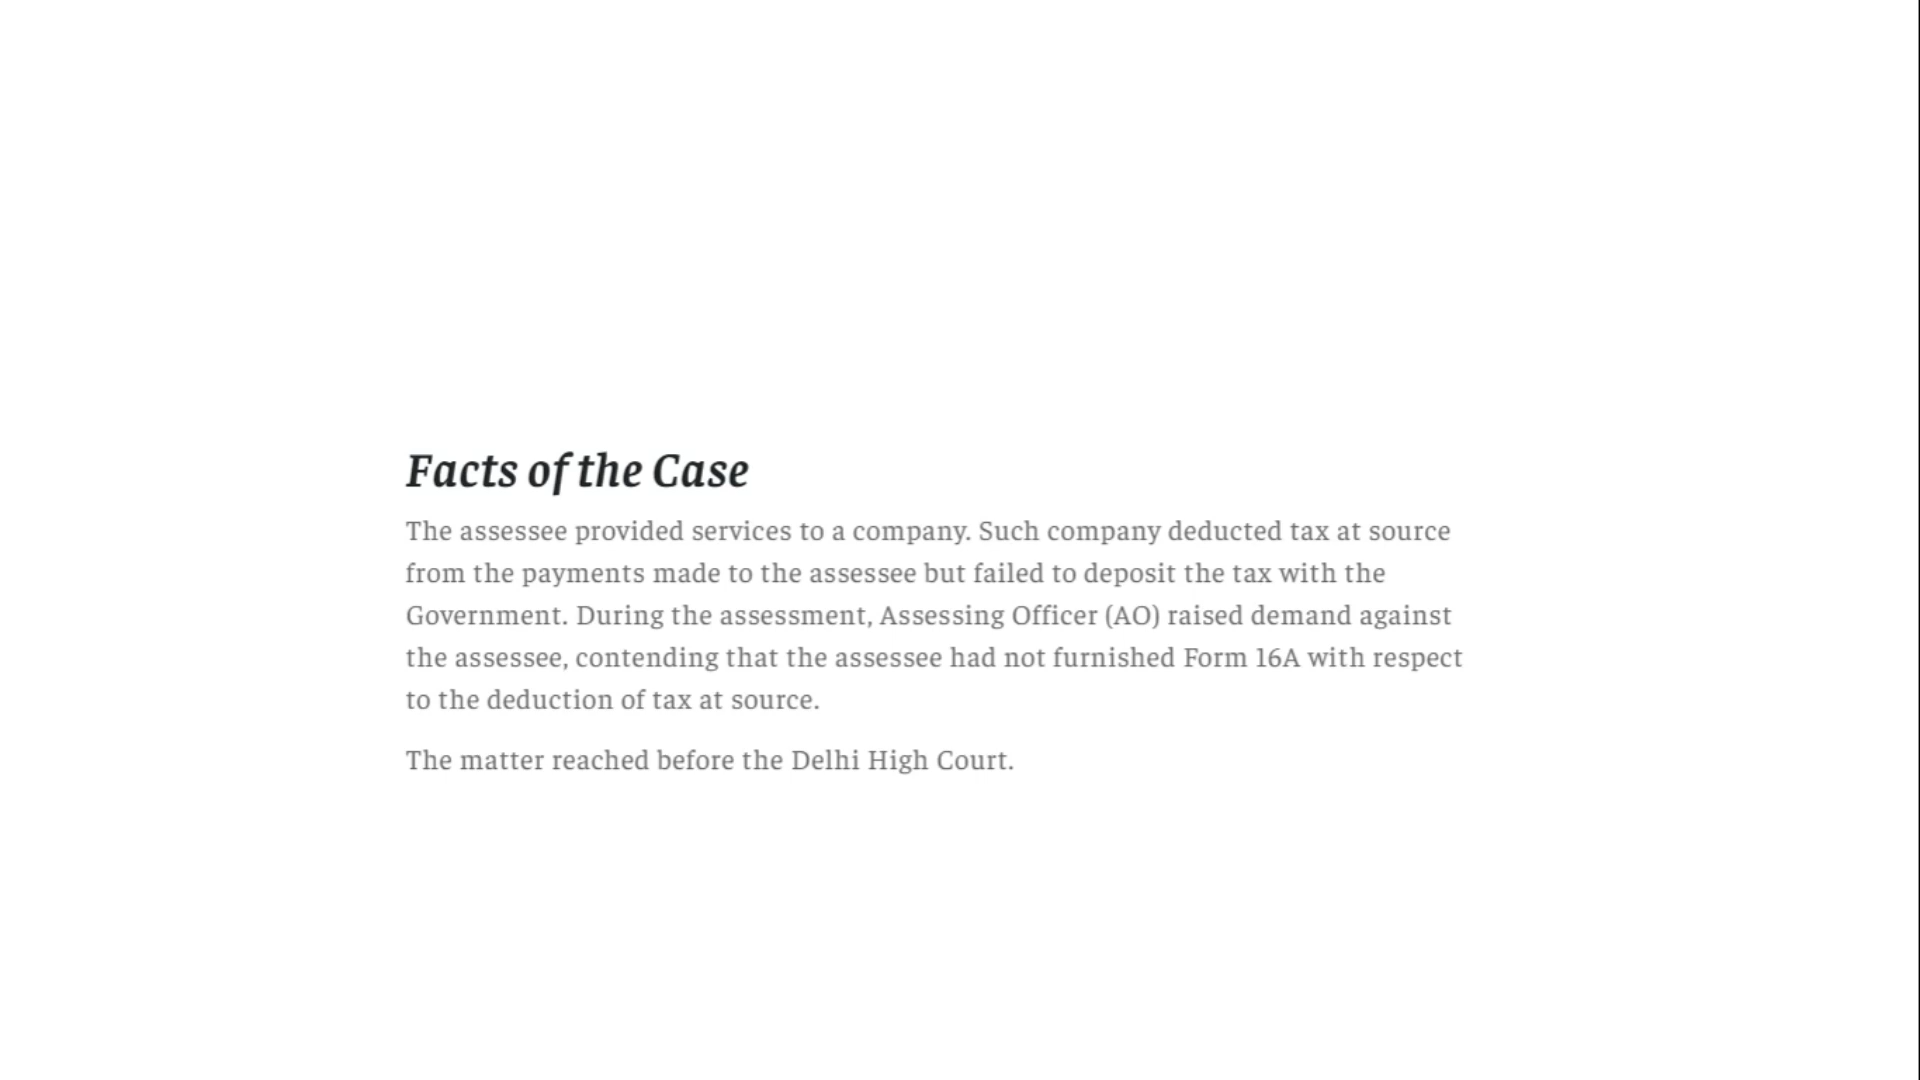 Facts of the Case
The assessee provided services to a company. Such company deducted tax at source
from the payments made to the assessee but failed to deposit the tax with the
Government. During the assessment, Assessing Officer (AO) raised demand against
the assessee, contending that the assessee had not furnished Form 16A with respect
to the deduction of tax at source.
The matter reached before the Delhi High Court.